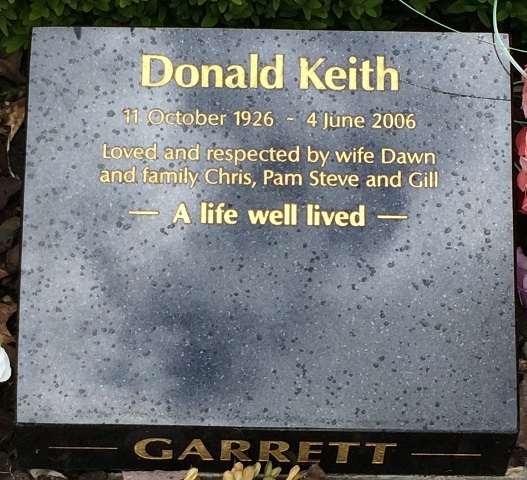 Donald Keith
11 October 1926 - 4 June 2006
Loved and respected by wife Dawn
and family Chris, Pam Steve and Gill
— A life well lived —
— GARRETT —